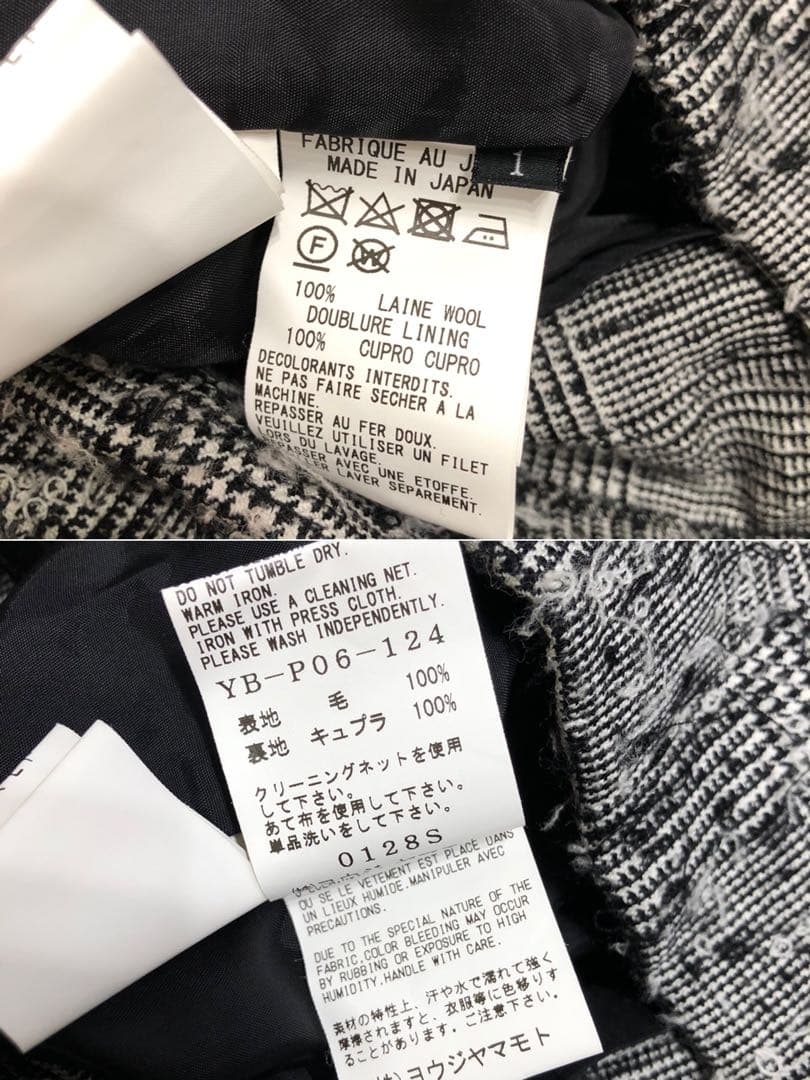 FABRIQUE AU
1
MADE IN JAPAN
F
W
100% LAINE WOOL
DOUBLURE LINING
100% CUPRO CUPRO
DECOLORANTS INTERDITS.
NE PAS FAIRE SECHER A LA
MACHINE.
REPASSER AU FER DOUX.
VEUILLEZ UTILISER UN FILET
LORS DU LAVAGE.
AVEC UNE ETOFFE.
LAVER SEPAREMENT.
DO NOT TUMBLE DRY.
WARM IRON.
PLEASE USE A CLEANING NET.
IRON WITH PRESS CLOTH.
PLEASE WASH INDEPENDENTLY.
YB-P06-124
表地 毛 100%
裏地 キュプラ 100%
クリーニングネットを使用
して下さい。
あて布を使用して下さい。
単品洗いをして下さい。
0128S
OU SE LE VETEMENT EST PLACE DANS
UN LIEUX HUMIDE.MANIPULER AVEC
PRECAUTIONS.
DUE TO THE SPECIAL NATURE OF THE
FABRIC,COLOR BLEEDING MAY OCCUR
BY RUBBING OR EXPOSURE TO HIGH
HUMIDITY.HANDLE WITH CARE.
素材の特性上、汗や水で濡れて強く
摩擦されますと、衣服等に色移りす
ることがあります。ご注意下さい。
(株)ヨウジヤマモト